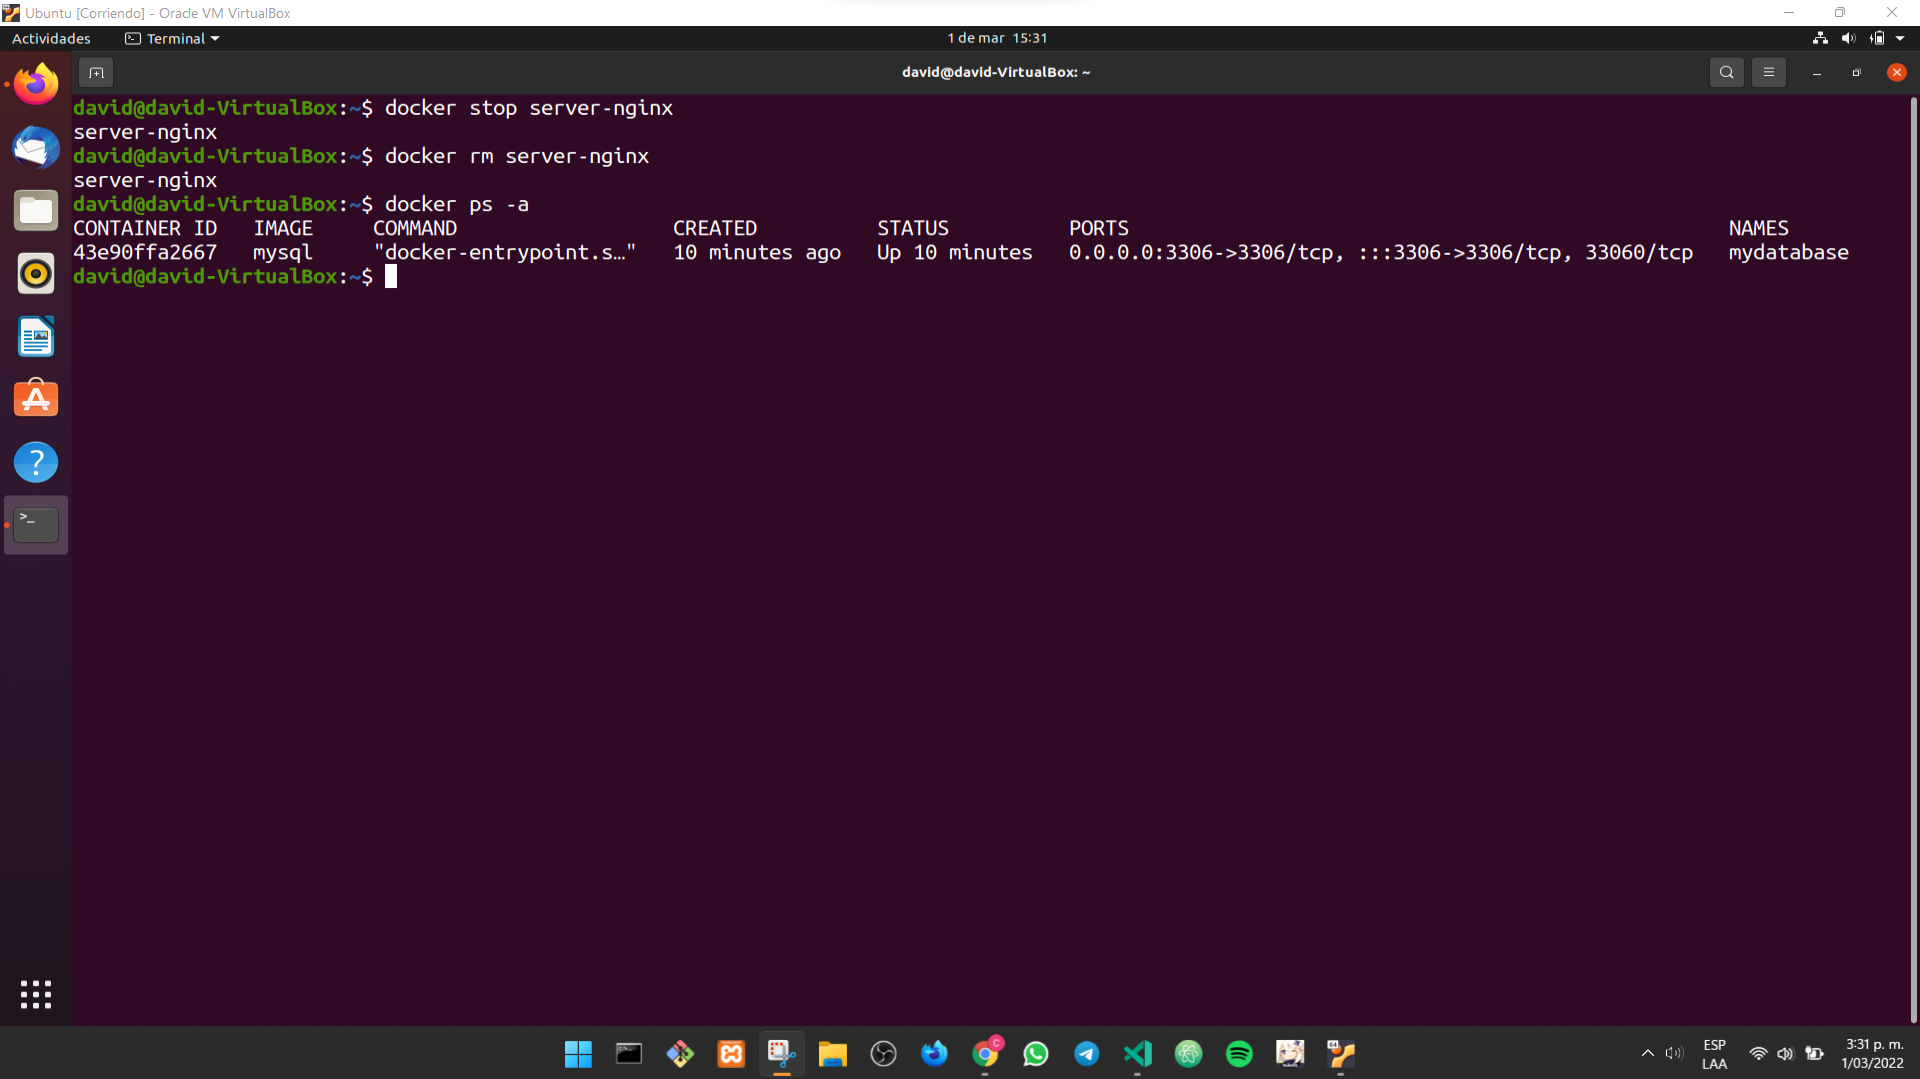 Ubuntu [Corriendo] - Oracle VM VirtualBox
Actividades Terminal 1 de mar 15:31
david@david-VirtualBox: ~
david@david-VirtualBox:~$ docker stop server-nginx
server-nginx
david@david-VirtualBox:~$ docker rm server-nginx
server-nginx
david@david-VirtualBox:~$ docker ps -a
CONTAINER ID IMAGE COMMAND CREATED STATUS PORTS NAMES
43e90ffa2667 mysql "docker-entrypoint.s…" 10 minutes ago Up 10 minutes 0.0.0.0:3306->3306/tcp, :::3306->3306/tcp, 33060/tcp mydatabase
david@david-VirtualBox:~$
ESP 3:31 p. m.
LAA 1/03/2022